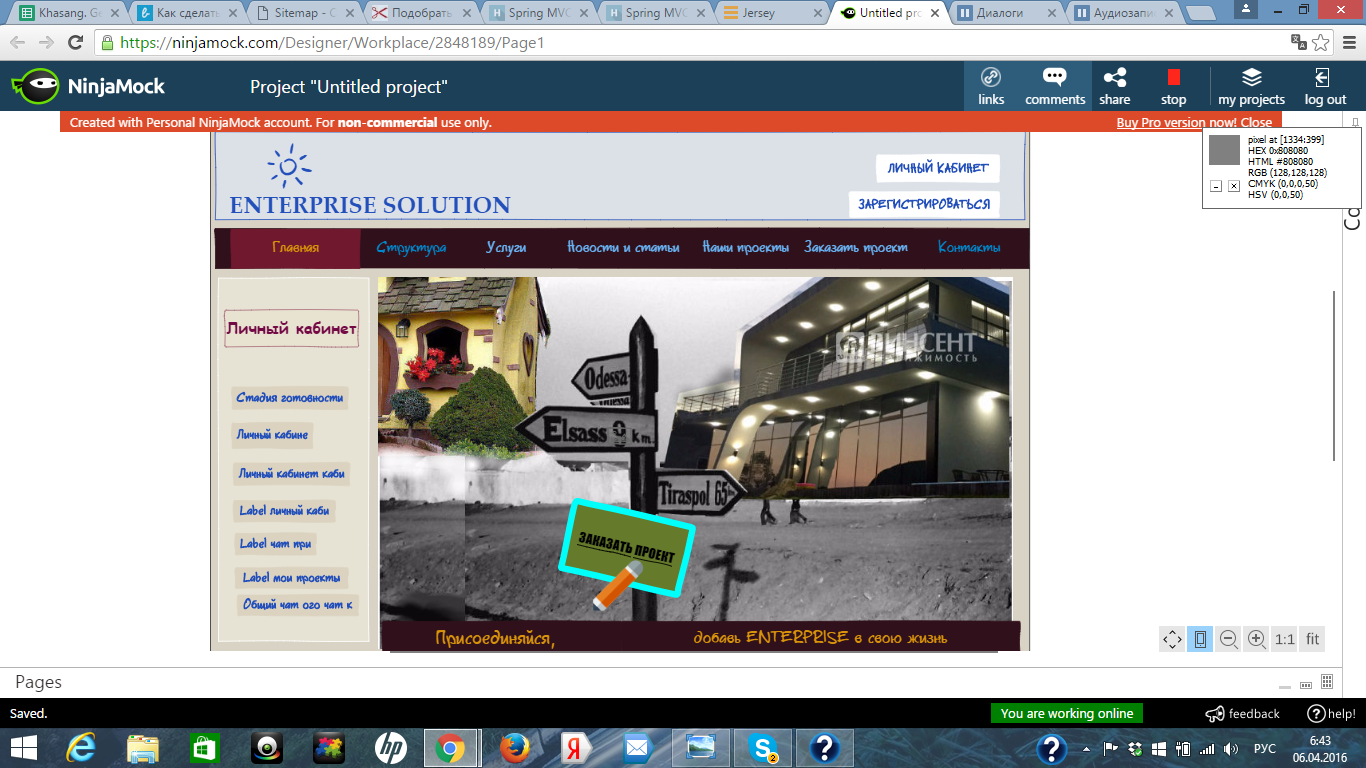 Khasang. Ge
Как сделать
Sitemap - С
Подобрать
Spring MVC
Spring MVC
Jersey
Untitled pro
Диалоги
Аудиозапи
https://ninjamock.com/Designer/Workplace/2848189/Page1
NinjaMock
Project "Untitled project"
links
comments
share
stop
my projects
log out
Created with Personal NinjaMock account. For non-commercial use only.
Buy Pro version now! Close
pixel at [1334:399]
HEX 0x808080
HTML #808080
RGB (128,128,128)
CMYK (0,0,0,50)
HSV (0,0,50)
Co
ENTERPRISE SOLUTION
ЛИЧНЫЙ КАБИНЕТ
ЗАРЕГИСТРИРОВАТЬСЯ
Главная
Структура
Услуги
Новости и статьи
Наши проекты
Заказать проект
Контакты
Личный кабинет
Стадия готовности
Личный кабине
Личный кабинет каби
Label личный каби
Label чат при
Label мои проекты
Общий чат ого чат к
ВИНСЕНТ
Odessa
Elsass 0 km.
Tiraspol 65
ЗАКАЗАТЬ ПРОЕКТ
Присоединяйся,
добавь ENTERPRISE в свою жизнь
1:1
fit
Pages
Saved.
You are working online
feedback
help!
2
РУС
6:43
06.04.2016